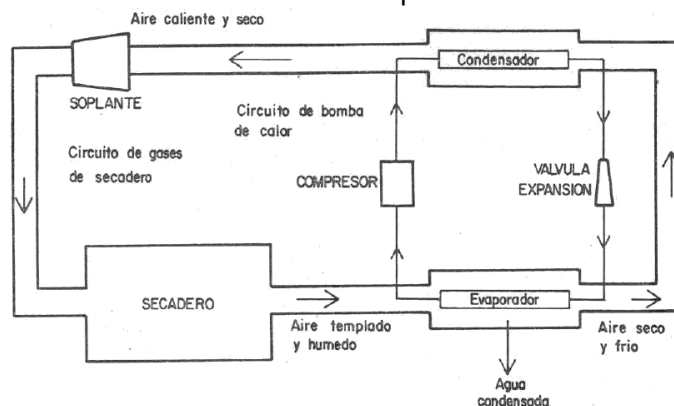 Aire caliente y seco
Condensador
SOPLANTE
Circuito de bomba
de calor
Circuito de gases
de secadero
COMPRESOR
VALVULA
EXPANSION
SECADERO
Evaporador
Aire templado
y humedo
Aire seco
y frio
Agua
condensada